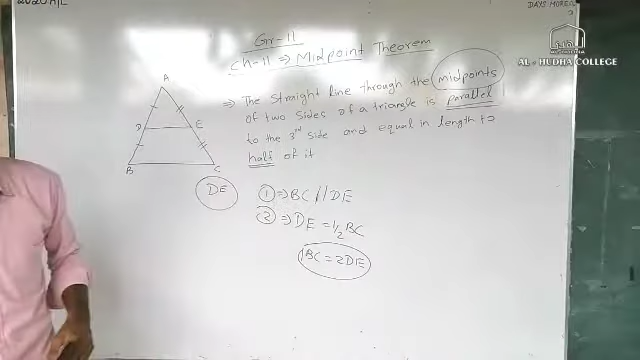 2020 A/L
DAYS MORE
AL - HUDHA COLLEGE
Gr-11
Ch-11 ⇒ Midpoint Theorem
⇒ The straight line through the midpoints
of two sides of a triangle is parallel
to the 3rd side and equal in length to
half of it
A
D E
B C
DE
① ⇒ BC // DE
② ⇒ DE = 1/2 BC
BC = 2DE